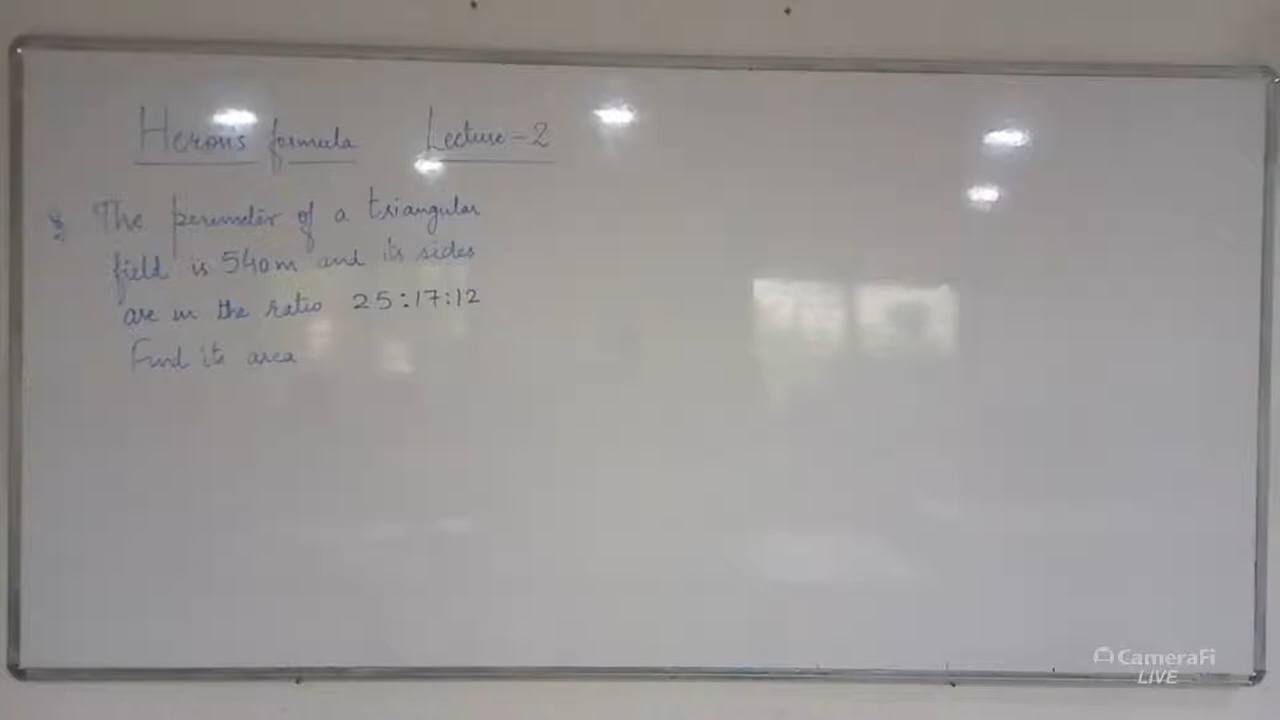 Heron's formula Lecture-2
Q. The perimeter of a triangular
field is 540m and its sides
are in the ratio 25:17:12
Find its area
CameraFi
LIVE